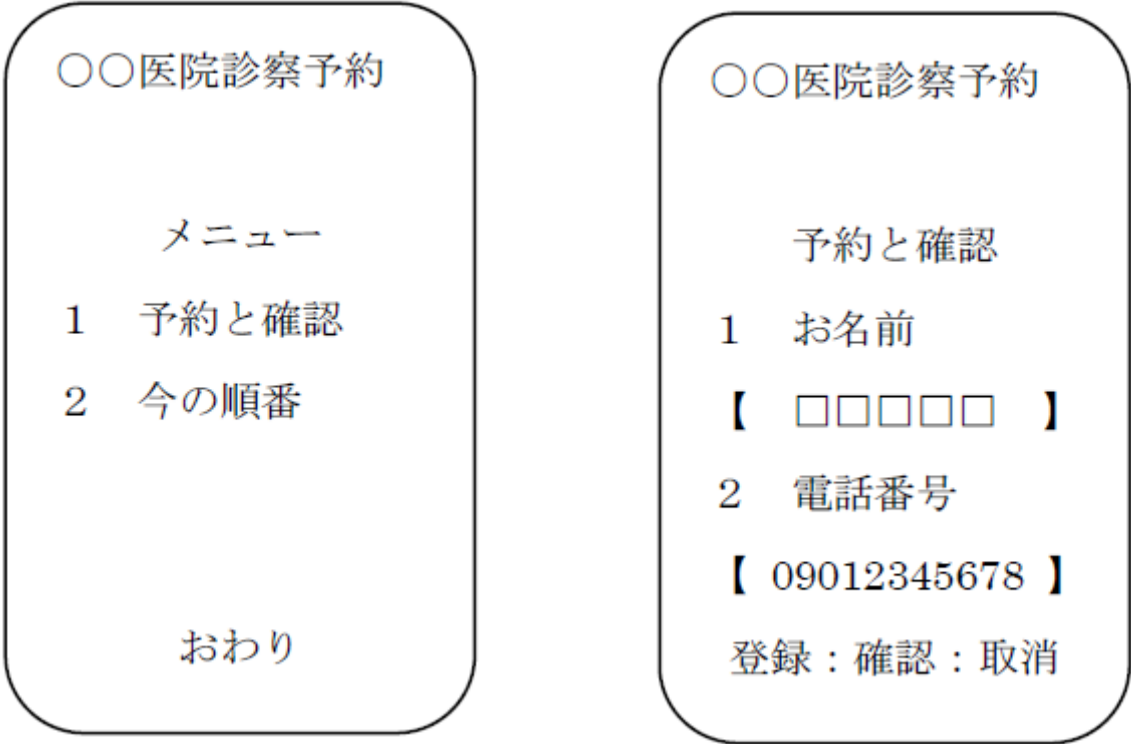 ○○医院診察予約
メニュー
1 予約と確認
2 今の順番
おわり
○○医院診察予約
予約と確認
1 お名前
【 □□□□□ 】
2 電話番号
【 09012345678 】
登録：確認：取消